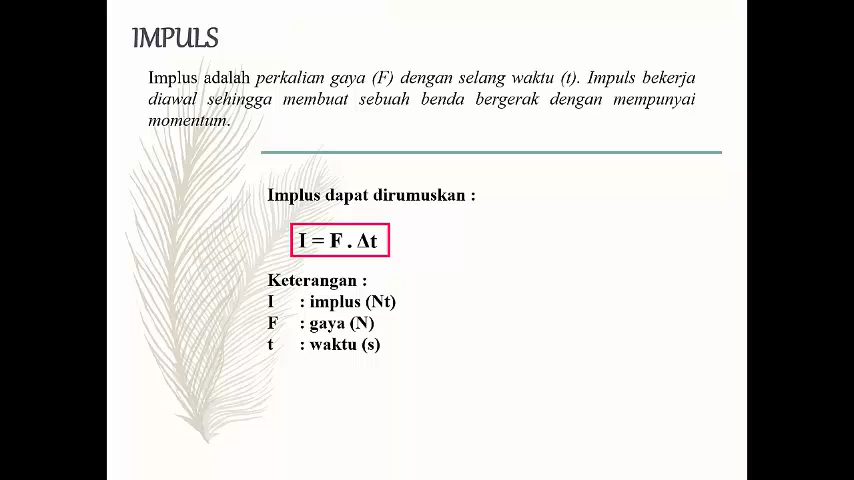 IMPULS
Implus adalah perkalian gaya (F) dengan selang waktu (t). Impuls bekerja
diawal sehingga membuat sebuah benda bergerak dengan mempunyai
momentum.
Implus dapat dirumuskan :
I = F . Δt
Keterangan :
I : implus (Nt)
F : gaya (N)
t : waktu (s)